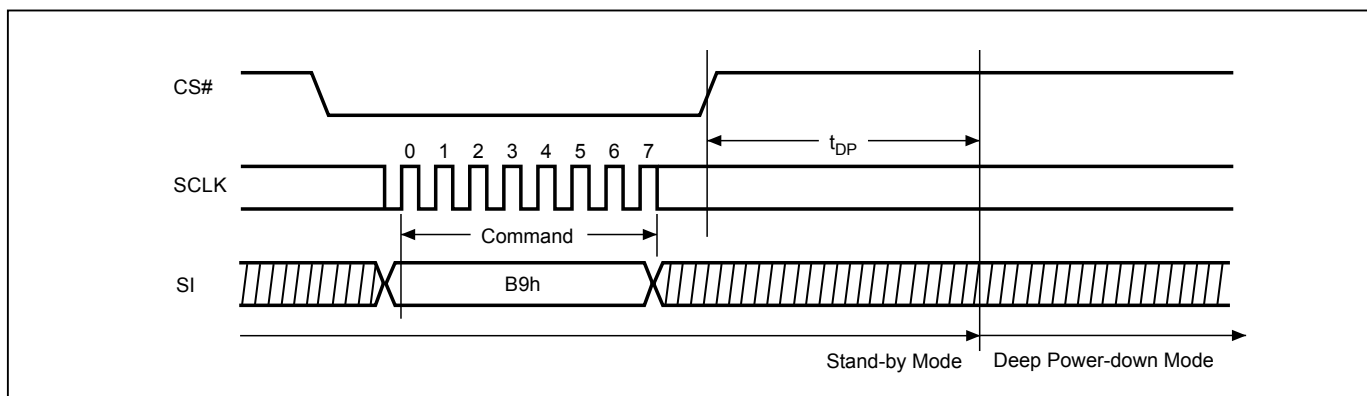 CS#
t_DP
0 1 2 3 4 5 6 7
SCLK
Command
SI
B9h
Stand-by Mode
Deep Power-down Mode